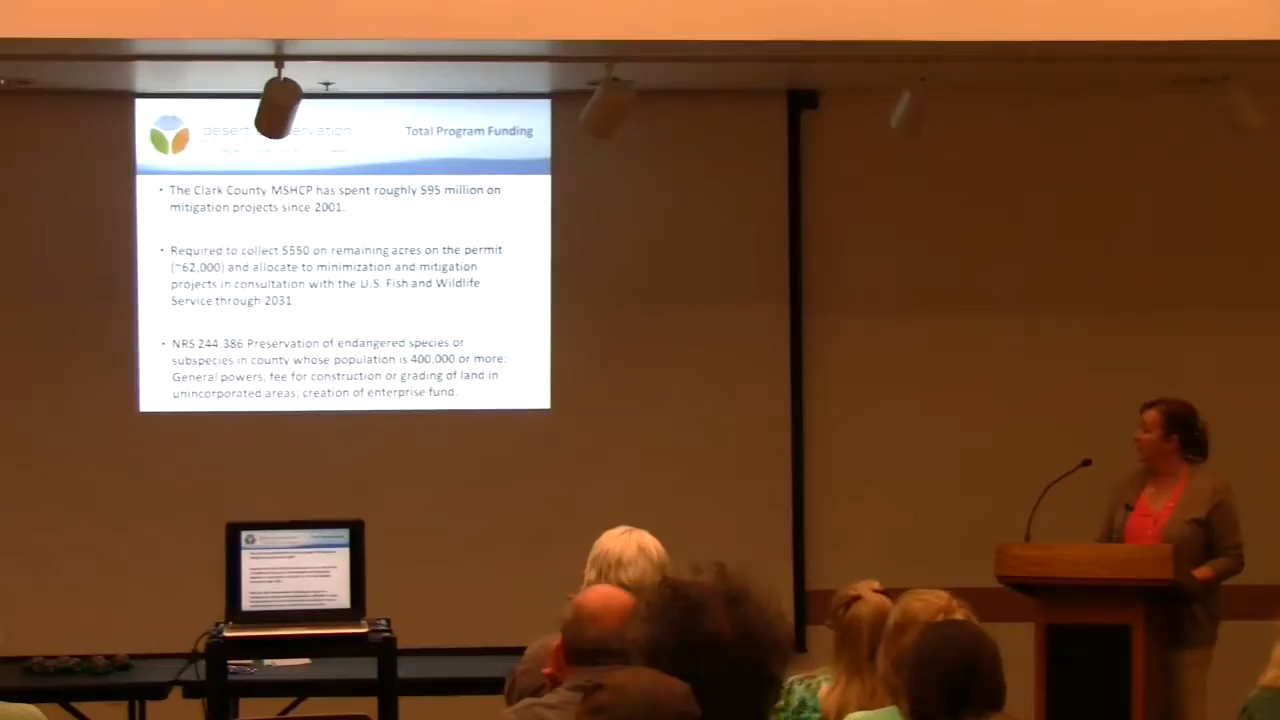 desert
Total Program Funding
• The Clark County MSHCP has spent roughly $95 million on
mitigation projects since 2001.
• Required to collect $550 on remaining acres on the permit
(~62,000) and allocate to minimization and mitigation
projects in consultation with the U.S. Fish and Wildlife
Service through 2031.
• NRS 244.386 Preservation of endangered species or
subspecies in county whose population is 400,000 or more:
General powers; fee for construction or grading of land in
unincorporated areas; creation of enterprise fund.